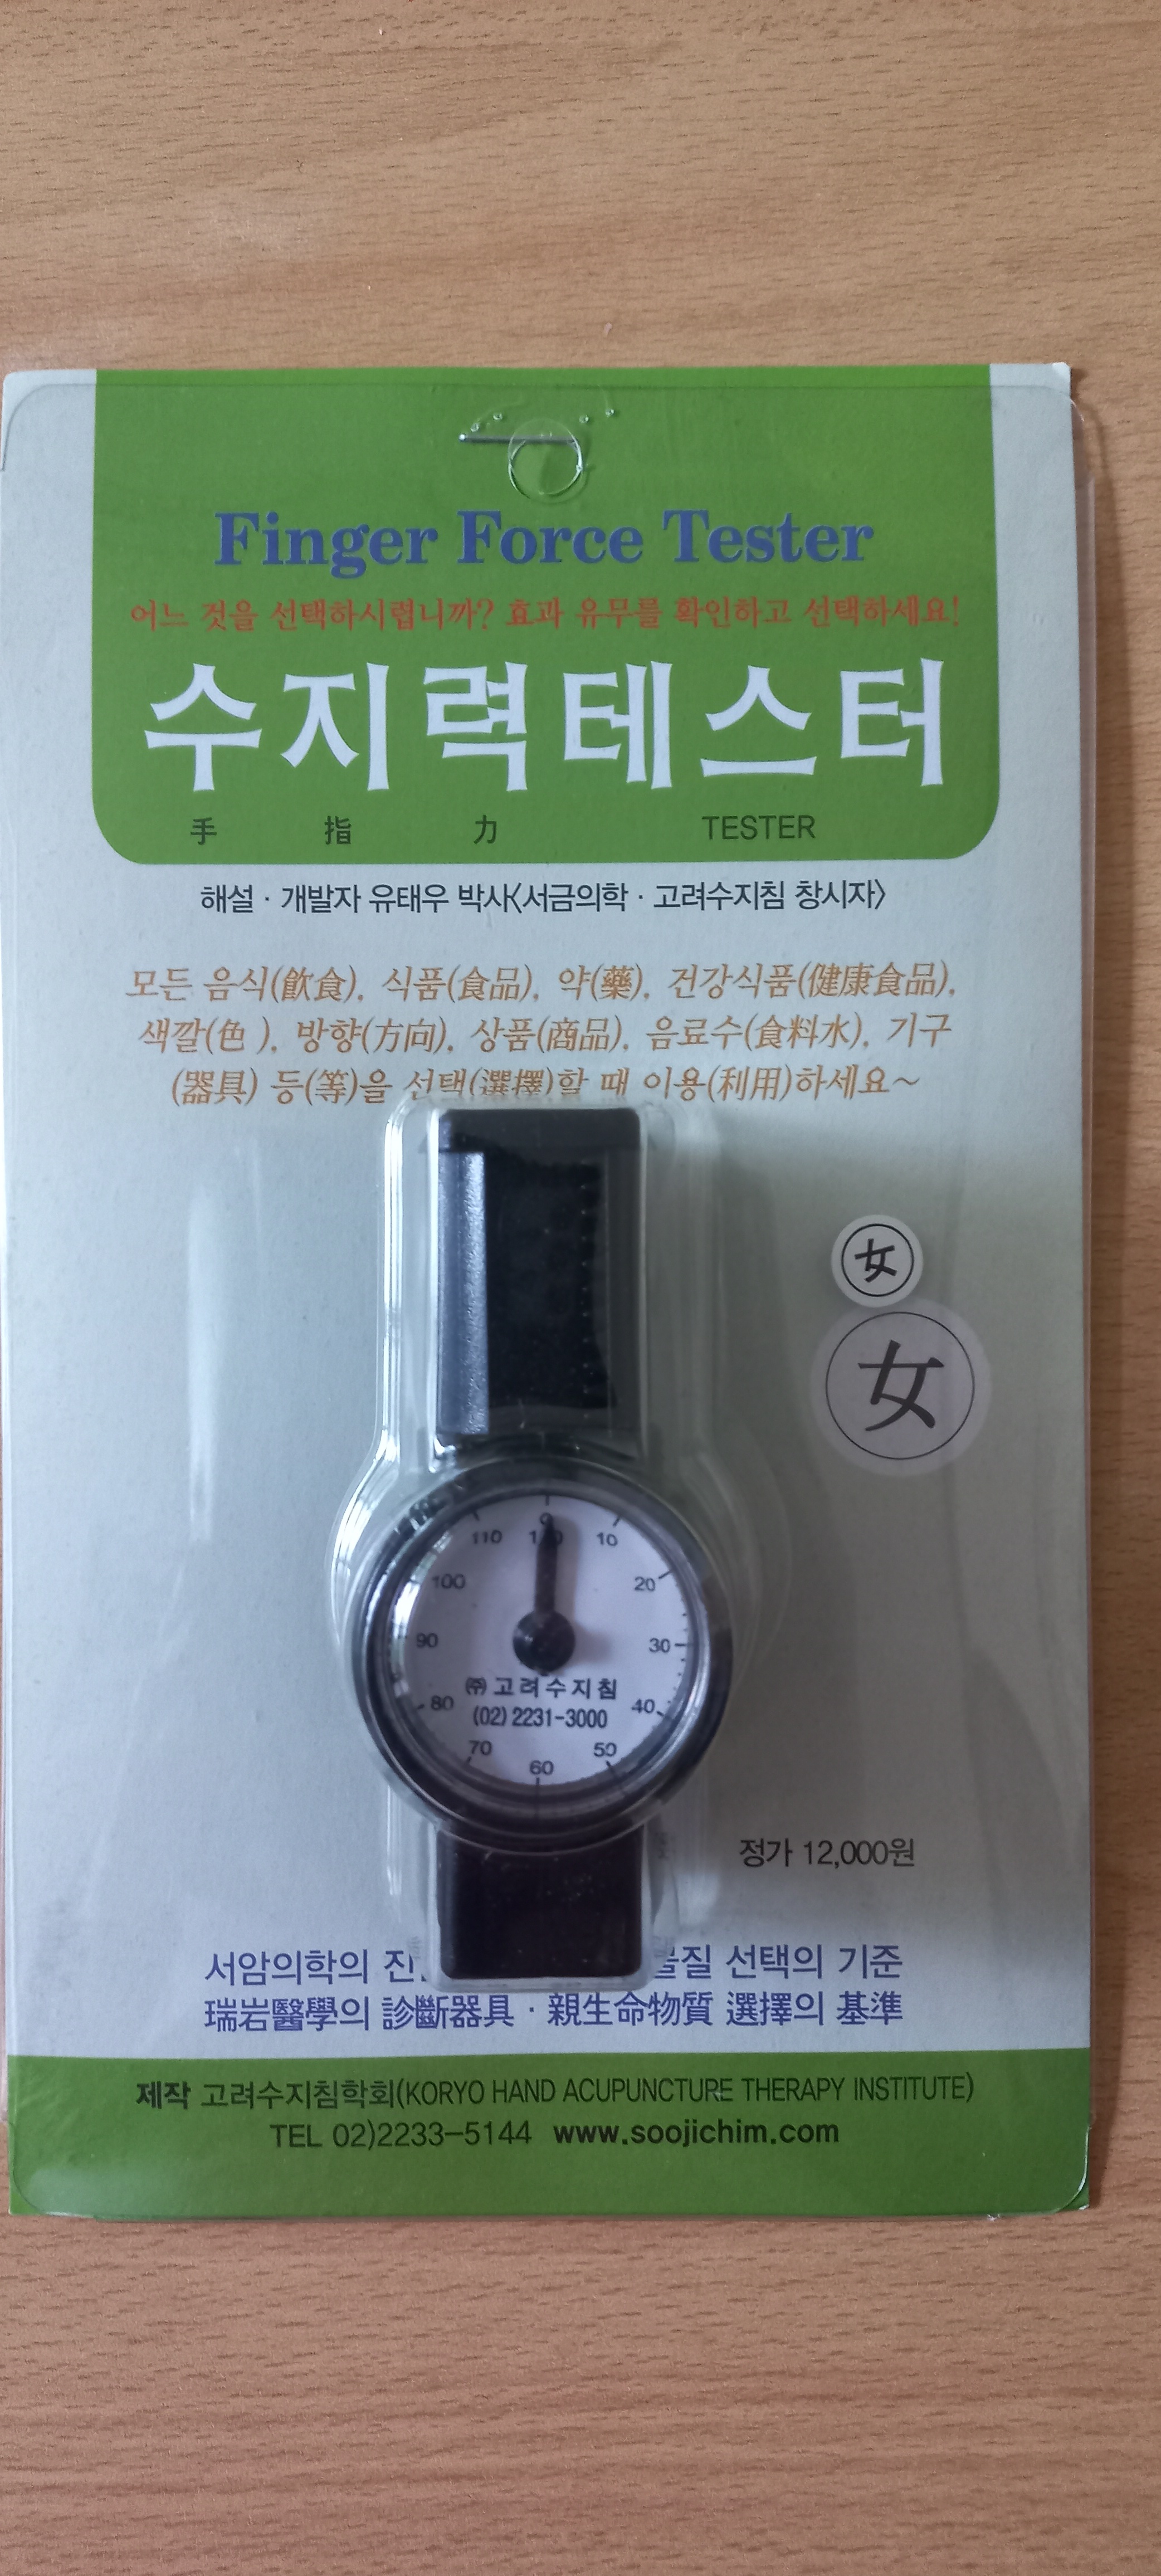 Finger Force Tester
어느 것을 선택하시렵니까? 효과 유무를 확인하고 선택하세요!
수지력테스터
手 指 力 TESTER
해설 · 개발자 유태우 박사〈서금의학 · 고려수지침 창시자〉
모든 음식(飮食), 식품(食品), 약(藥), 건강식품(健康食品),
색깔(色 ), 방향(方向), 상품(商品), 음료수(食料水), 기구
(器具) 등(等)을 선택(選擇)할 때 이용(利用)하세요~
女
女
0
110 120 10
100 20
90 30
80 40
70 50
60
㈜고려수지침
(02) 2231-3000
정가 12,000원
서암의학의 선택의 기준
瑞岩醫學의 診斷器具 · 親生命物質 選擇의 基準
제작 고려수지침학회(KORYO HAND ACUPUNCTURE THERAPY INSTITUTE)
TEL 02)2233-5144 www.soojichim.com